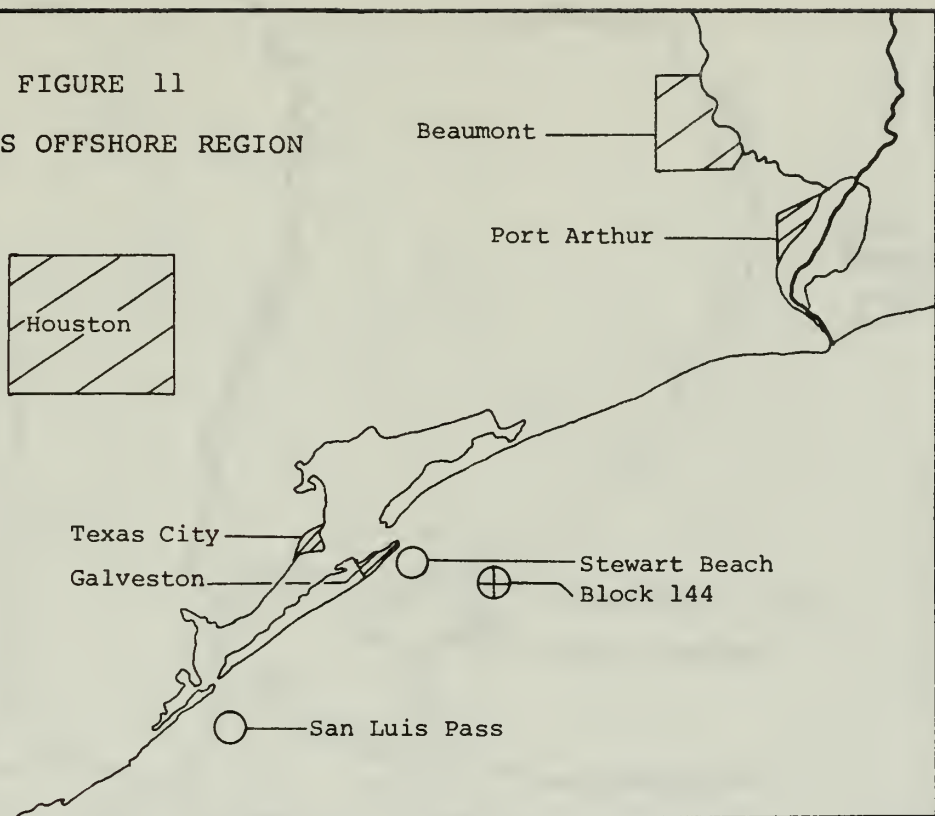 FIGURE 11
S OFFSHORE REGION
Beaumont
Port Arthur
Houston
Texas City
Galveston
Stewart Beach
Block 144
San Luis Pass